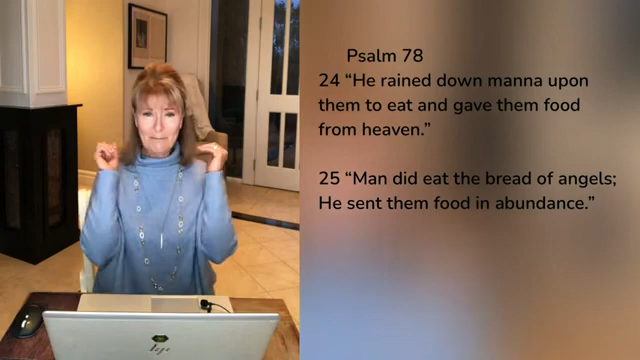 Psalm 78
24 “He rained down manna upon
them to eat and gave them food
from heaven.”
25 “Man did eat the bread of angels;
He sent them food in abundance.”